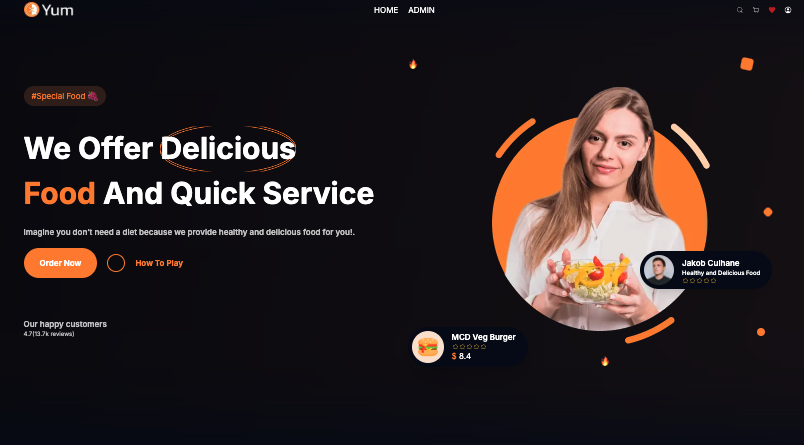 Yum
HOME ADMIN
#Special Food
We Offer Delicious
Food And Quick Service
Imagine you don't need a diet because we provide healthy and delicious food for you!.
Order Now
How To Play
Our happy customers
4.7(13.7k reviews)
Jakob Culhane
Healthy and Delicious Food
MCD Veg Burger
$ 8.4